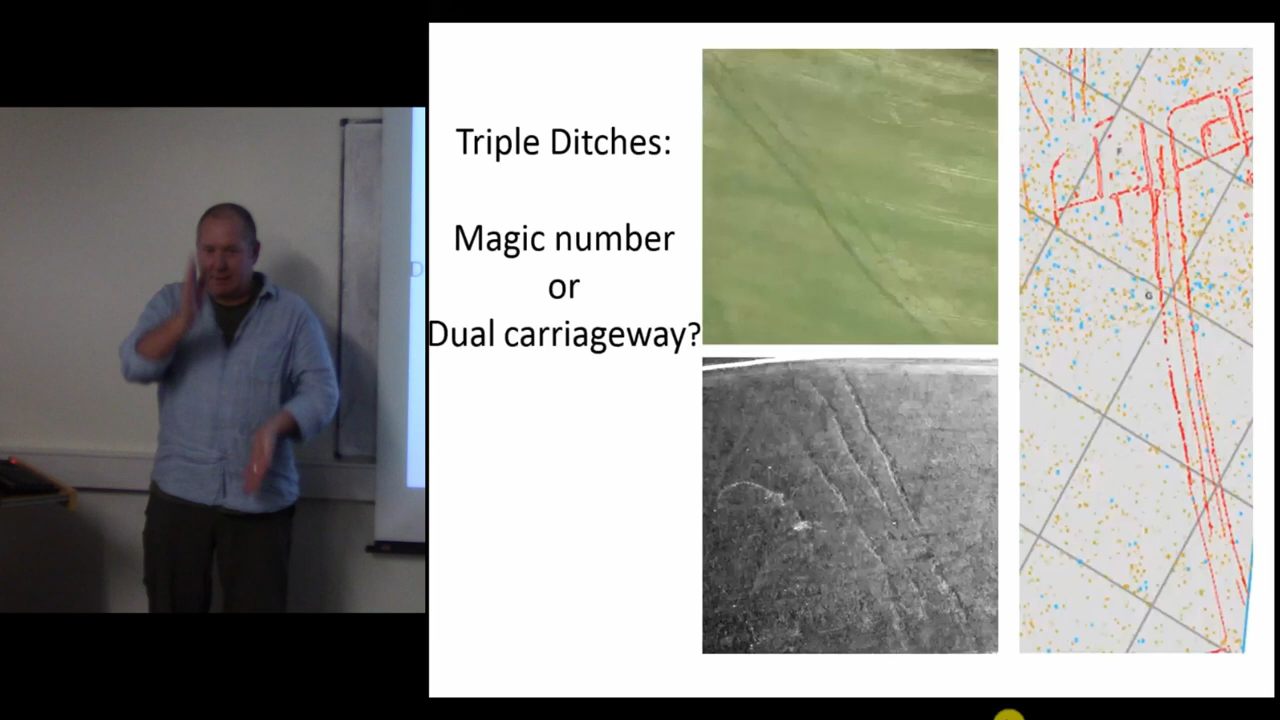 Triple Ditches:
Magic number
or
Dual carriageway?
D
G